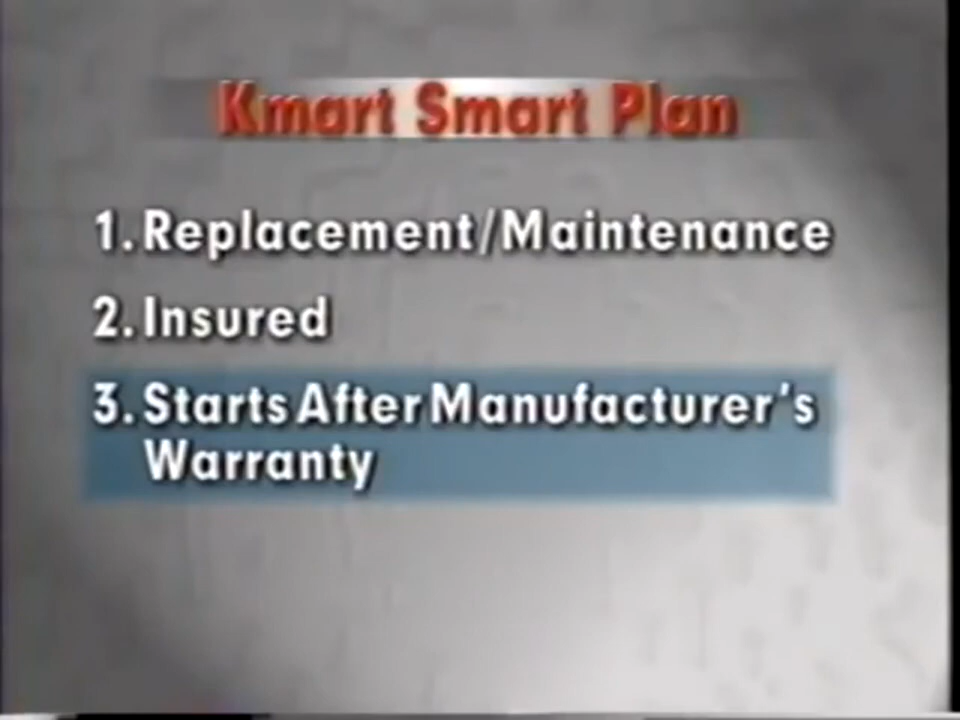 Kmart Smart Plan
1. Replacement/Maintenance
2. Insured
3. Starts After Manufacturer's
Warranty